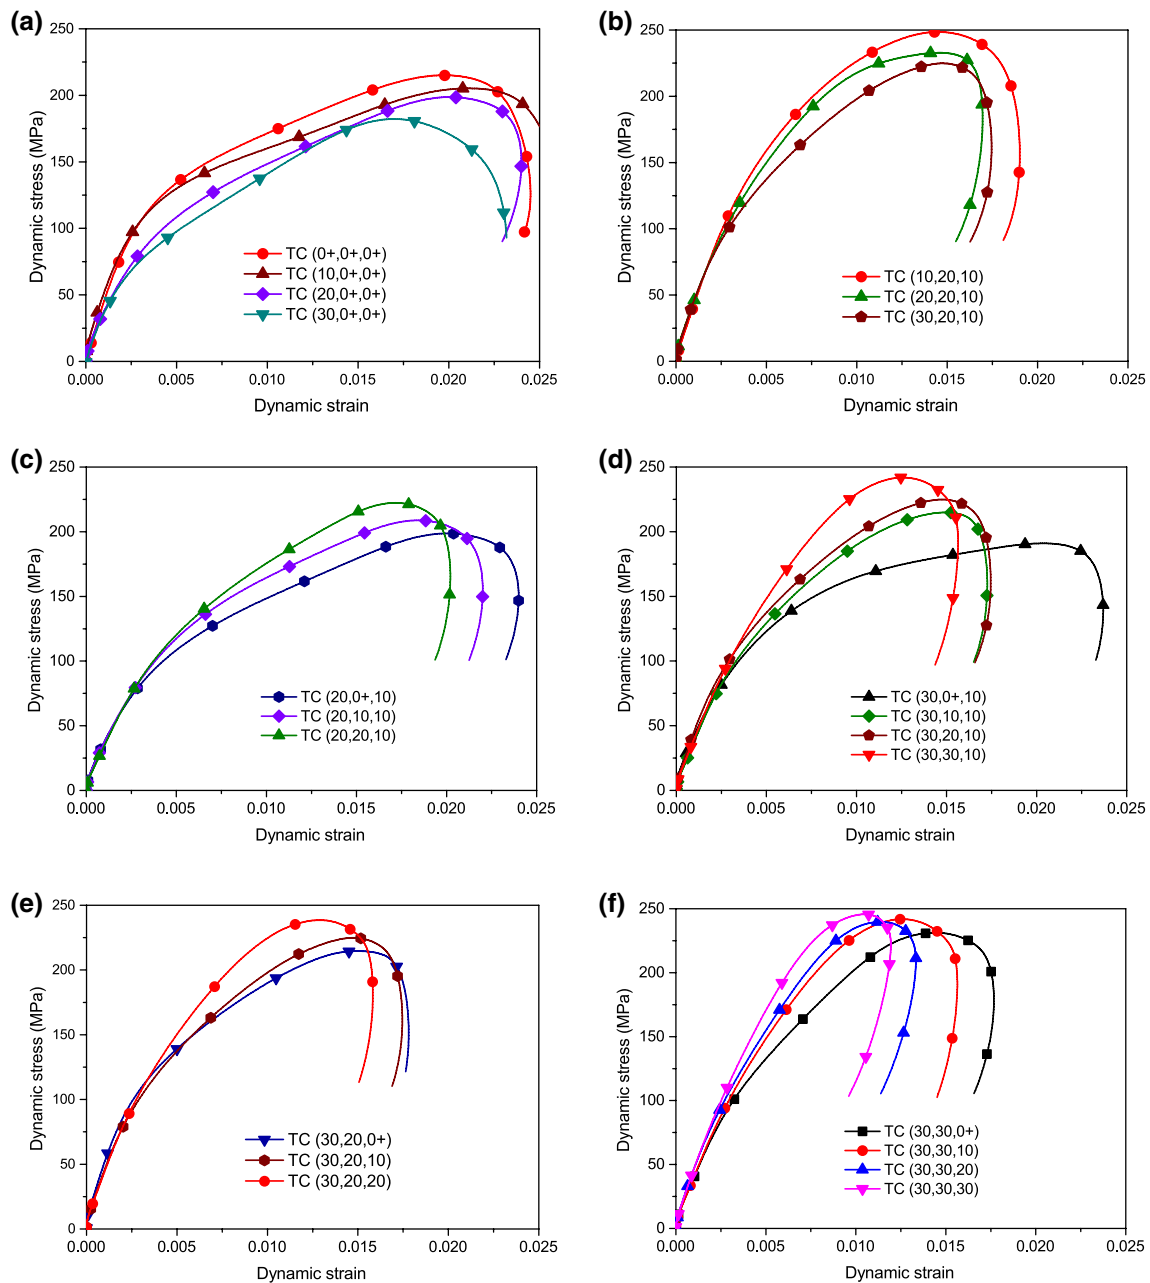 (a)
250
200
150
100
50
0
Dynamic stress (MPa)
TC (0+,0+,0+)
TC (10,0+,0+)
TC (20,0+,0+)
TC (30,0+,0+)
0.000 0.005 0.010 0.015 0.020 0.025
Dynamic strain
(b)
250
200
150
100
50
0
Dynamic stress (MPa)
TC (10,20,10)
TC (20,20,10)
TC (30,20,10)
0.000 0.005 0.010 0.015 0.020 0.025
Dynamic strain
(c)
250
200
150
100
50
0
Dynamic stress (MPa)
TC (20,0+,10)
TC (20,10,10)
TC (20,20,10)
0.000 0.005 0.010 0.015 0.020 0.025
Dynamic strain
(d)
250
200
150
100
50
0
Dynamic stress (MPa)
TC (30,0+,10)
TC (30,10,10)
TC (30,20,10)
TC (30,30,10)
0.000 0.005 0.010 0.015 0.020 0.025
Dynamic strain
(e)
250
200
150
100
50
0
Dynamic stress (MPa)
TC (30,20,0+)
TC (30,20,10)
TC (30,20,20)
0.000 0.005 0.010 0.015 0.020 0.025
Dynamic strain
(f)
250
200
150
100
50
0
Dynamic stress (MPa)
TC (30,30,0+)
TC (30,30,10)
TC (30,30,20)
TC (30,30,30)
0.000 0.005 0.010 0.015 0.020 0.025
Dynamic strain